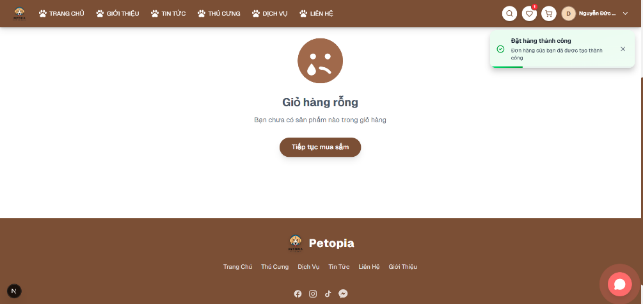 TRANG CHỦ GIỚI THIỆU TIN TỨC THÚ CƯNG DỊCH VỤ LIÊN HỆ D Nguyễn Đức ...
Đặt hàng thành công
Đơn hàng của bạn đã được tạo thành
công
Giỏ hàng rỗng
Bạn chưa có sản phẩm nào trong giỏ hàng
Tiếp tục mua sắm
Petopia
Trang Chủ Thú Cưng Dịch Vụ Tin Tức Liên Hệ Giới Thiệu
N